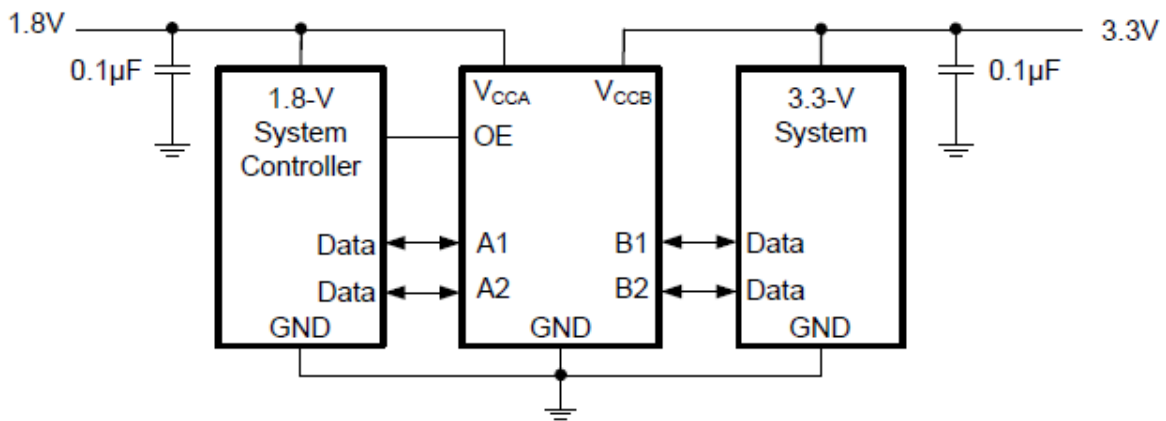 1.8V
3.3V
0.1µF
0.1µF
1.8-V
System
Controller
Data
Data
GND
VCCA
VCCB
OE
A1
B1
A2
B2
GND
3.3-V
System
Data
Data
GND